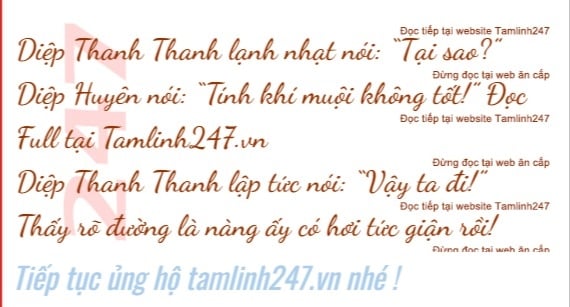 Đọc tiếp tại website Tamlinh247
Diệp Thanh Thanh lạnh nhạt nói: “Tại sao?”
Đừng đọc tại web ăn cắp
Diệp Huyên nói: “Tính khí muội không tốt!” Đọc
Đọc tiếp tại website Tamlinh247
Full tại Tamlinh247.vn
Đừng đọc tại web ăn cắp
Diệp Thanh Thanh lập tức nói: “Vậy ta đi!”
Đọc tiếp tại website Tamlinh247
Thấy rõ đường là nàng ấy có hơi tức giận rồi!
Đừng đọc tại web ăn cắp
Tiếp tục ủng hộ tamlinh247.vn nhé !
247